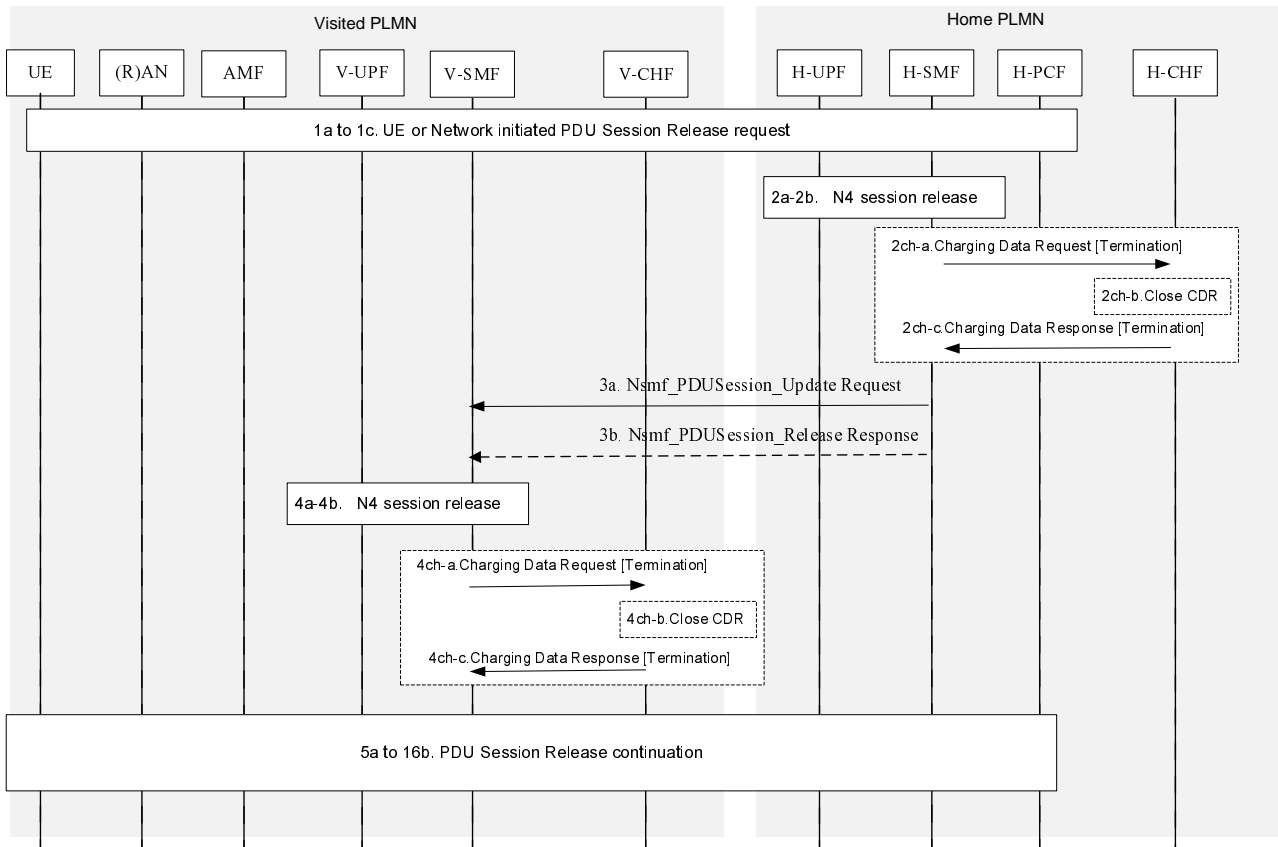 Visited PLMN
Home PLMN
UE
(R)AN
AMF
V-UPF
V-SMF
V-CHF
H-UPF
H-SMF
H-PCF
H-CHF
1a to 1c. UE or Network initiated PDU Session Release request
2a-2b. N4 session release
2ch-a.Charging Data Request [Termination]
2ch-b.Close CDR
2ch-c.Charging Data Response [Termination]
3a. Nsmf_PDUSession_Update Request
3b. Nsmf_PDUSession_Release Response
4a-4b. N4 session release
4ch-a.Charging Data Request [Termination]
4ch-b.Close CDR
4ch-c.Charging Data Response [Termination]
5a to 16b. PDU Session Release continuation